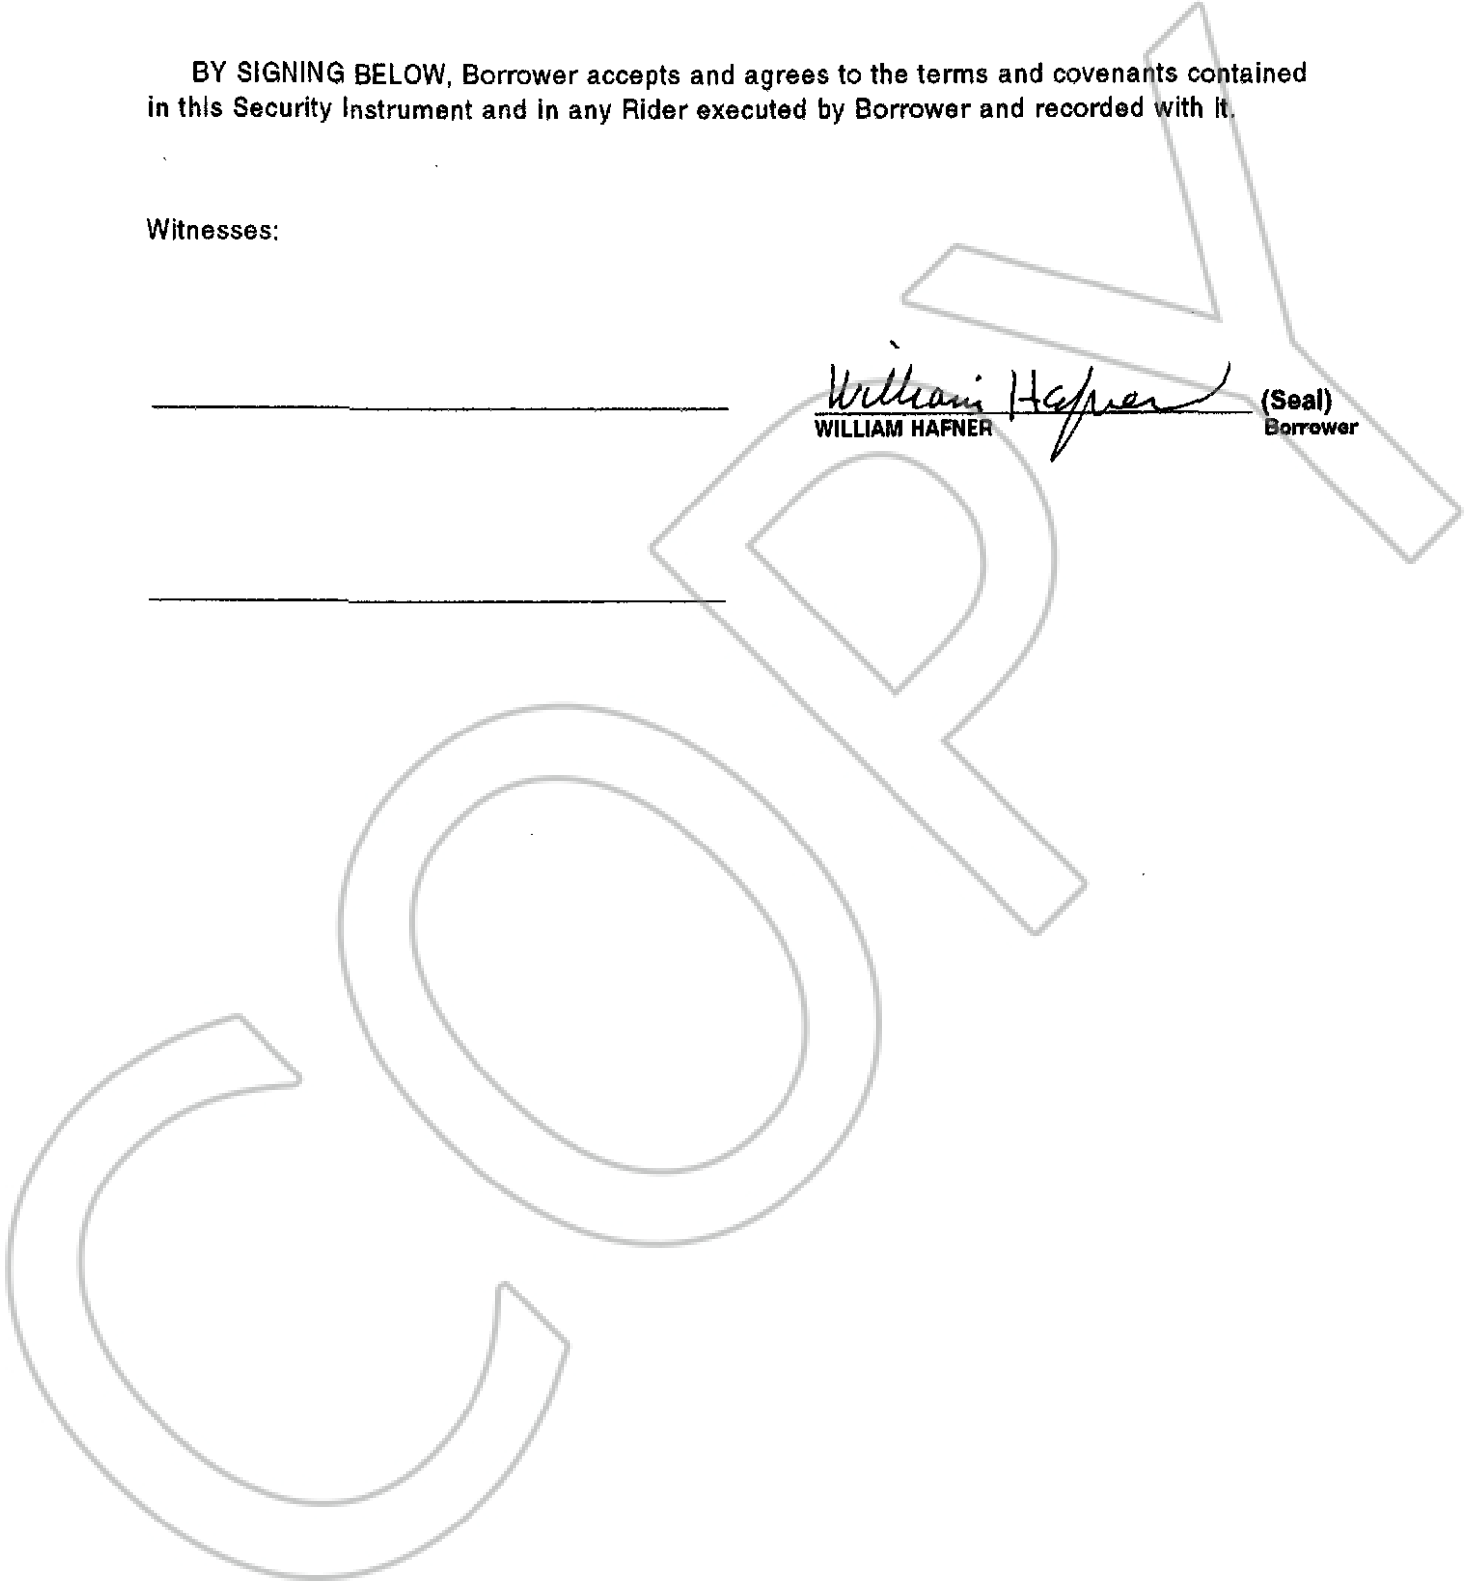 BY SIGNING BELOW, Borrower accepts and agrees to the terms and covenants contained
in this Security Instrument and in any Rider executed by Borrower and recorded with it.
Witnesses:
William Hafner (Seal)
WILLIAM HAFNER Borrower
COPY